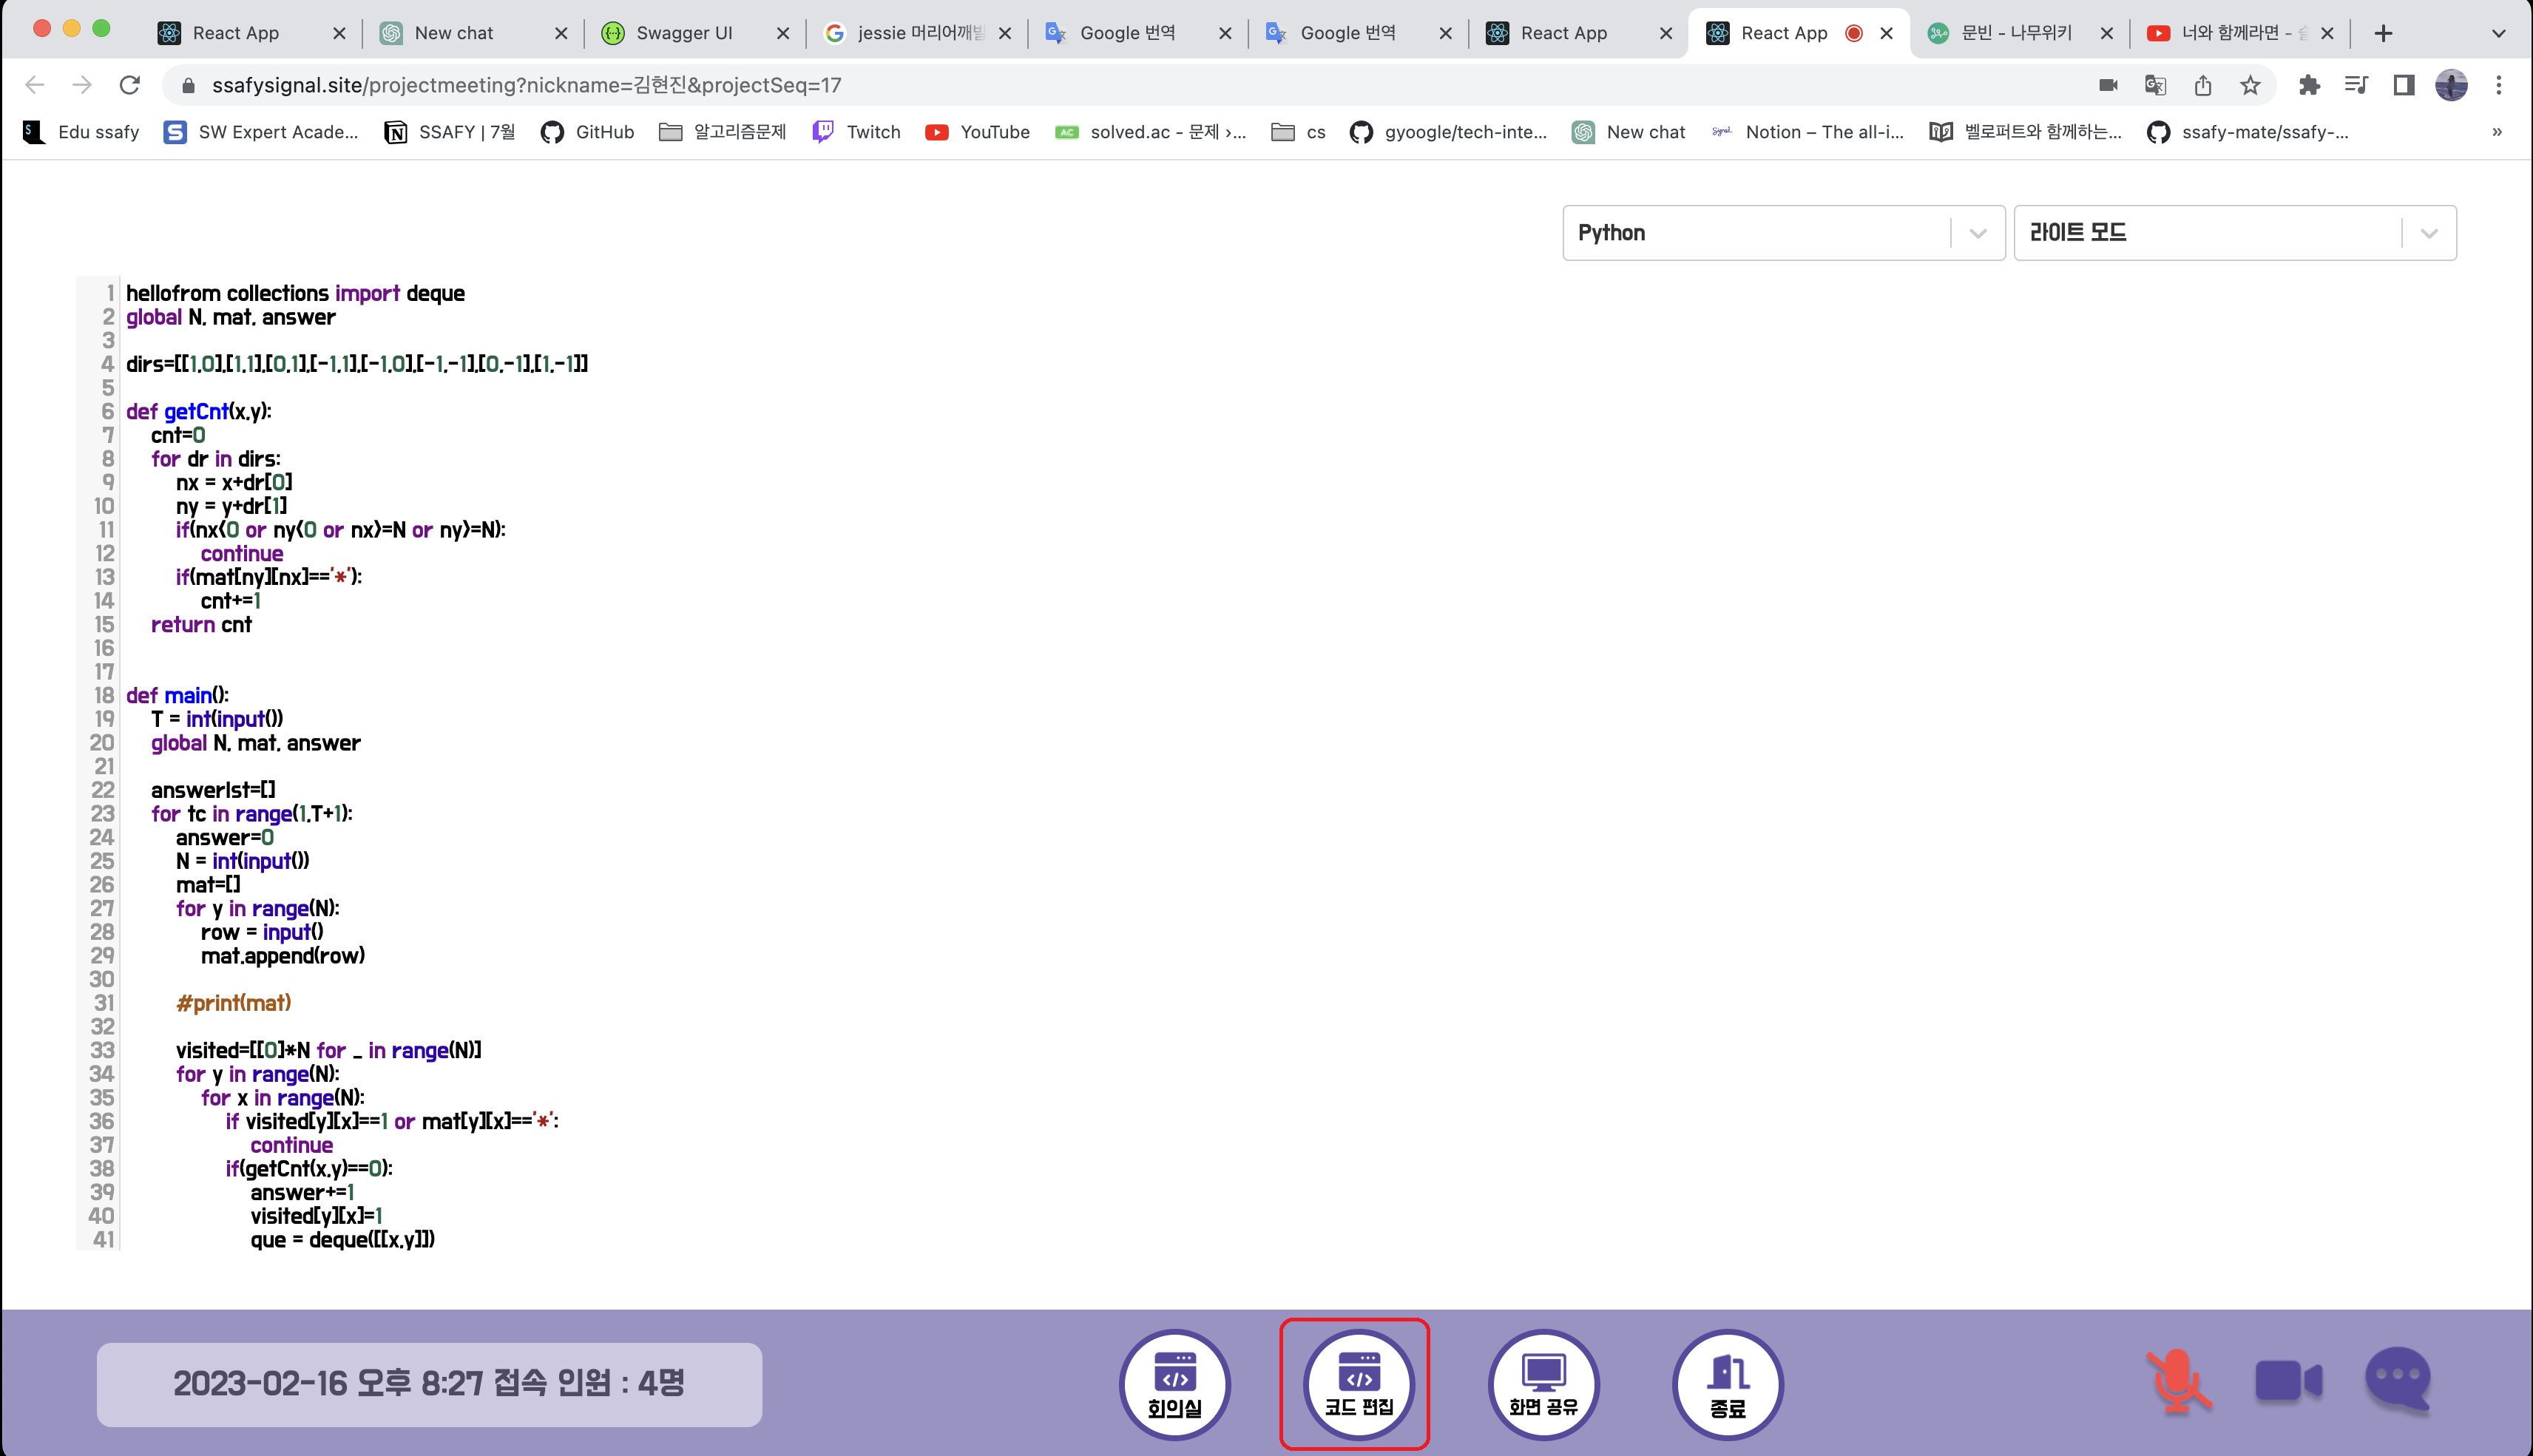 React App
New chat
Swagger UI
jessie 머리어깨
Google 번역
Google 번역
React App
React App
문빈 - 나무위키
너와 함께라면 -
ssafysignal.site/projectmeeting?nickname=김현진&projectSeq=17
Edu ssafy
SW Expert Acade...
SSAFY | 7월
GitHub
알고리즘문제
Twitch
YouTube
solved.ac - 문제 ›...
cs
gyoogle/tech-inte...
New chat
Notion – The all-i...
벨로퍼트와 함께하는...
ssafy-mate/ssafy-...
Python
라이트 모드
1 hellofrom collections import deque
2 global N, mat, answer
3
4 dirs=[[1,0],[1,1],[0,1],[-1,1],[-1,0],[-1,-1],[0,-1],[1,-1]]
5
6 def getCnt(x,y):
7 cnt=0
8 for dr in dirs:
9 nx = x+dr[0]
10 ny = y+dr[1]
11 if(nx<0 or ny<0 or nx>=N or ny>=N):
12 continue
13 if(mat[ny][nx]=='*'):
14 cnt+=1
15 return cnt
16
17
18 def main():
19 T = int(input())
20 global N, mat, answer
21
22 answerlst=[]
23 for tc in range(1,T+1):
24 answer=0
25 N = int(input())
26 mat=[]
27 for y in range(N):
28 row = input()
29 mat.append(row)
30
31 #print(mat)
32
33 visited=[[0]*N for _ in range(N)]
34 for y in range(N):
35 for x in range(N):
36 if visited[y][x]==1 or mat[y][x]=='*':
37 continue
38 if(getCnt(x,y)==0):
39 answer+=1
40 visited[y][x]=1
41 que = deque([[x,y]])
2023-02-16 오후 8:27 접속 인원 : 4명
회의실
코드 편집
화면 공유
종료